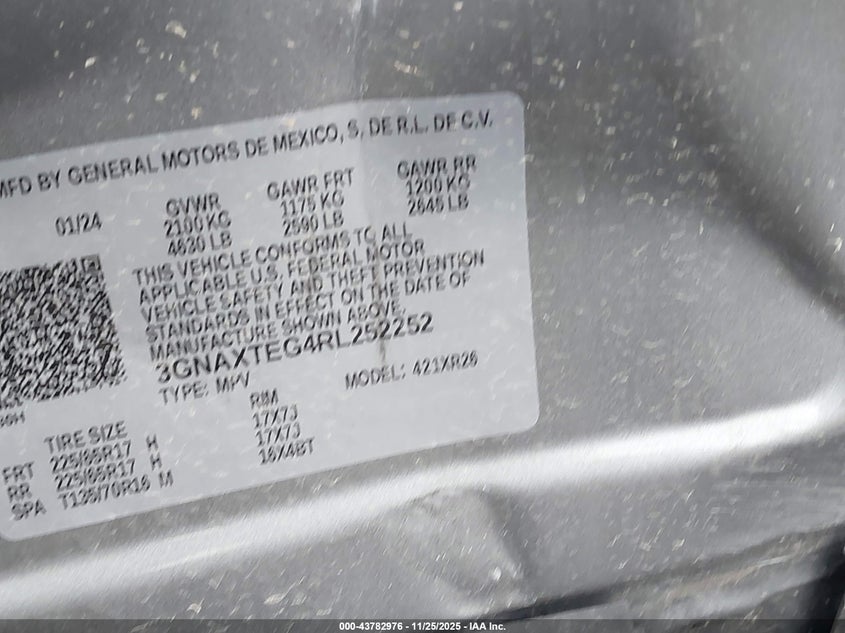 MFD BY GENERAL MOTORS DE MEXICO, S, DE R.L. DE C.V.
01/24 GVWR GAWR FRT GAWR RR
2100 KG 1175 KG 1200 KG
4630 LB 2590 LB 2645 LB
THIS VEHICLE CONFORMS TO ALL
APPLICABLE U.S. FEDERAL MOTOR
VEHICLE SAFETY AND THEFT PREVENTION
STANDARDS IN EFFECT ON THE DATE OF
MANUFACTURE SHOWN ABOVE.
3GNAXTEG4RL252252
TYPE: MPV MODEL: 421XR26
TIRE SIZE RIM
FRT 225/65R17 H 17X7J
RR 225/65R17 H 17X7J
SPA T135/70R16 M 16X4BT
000-43782976 - 11/25/2025 - IAA Inc.